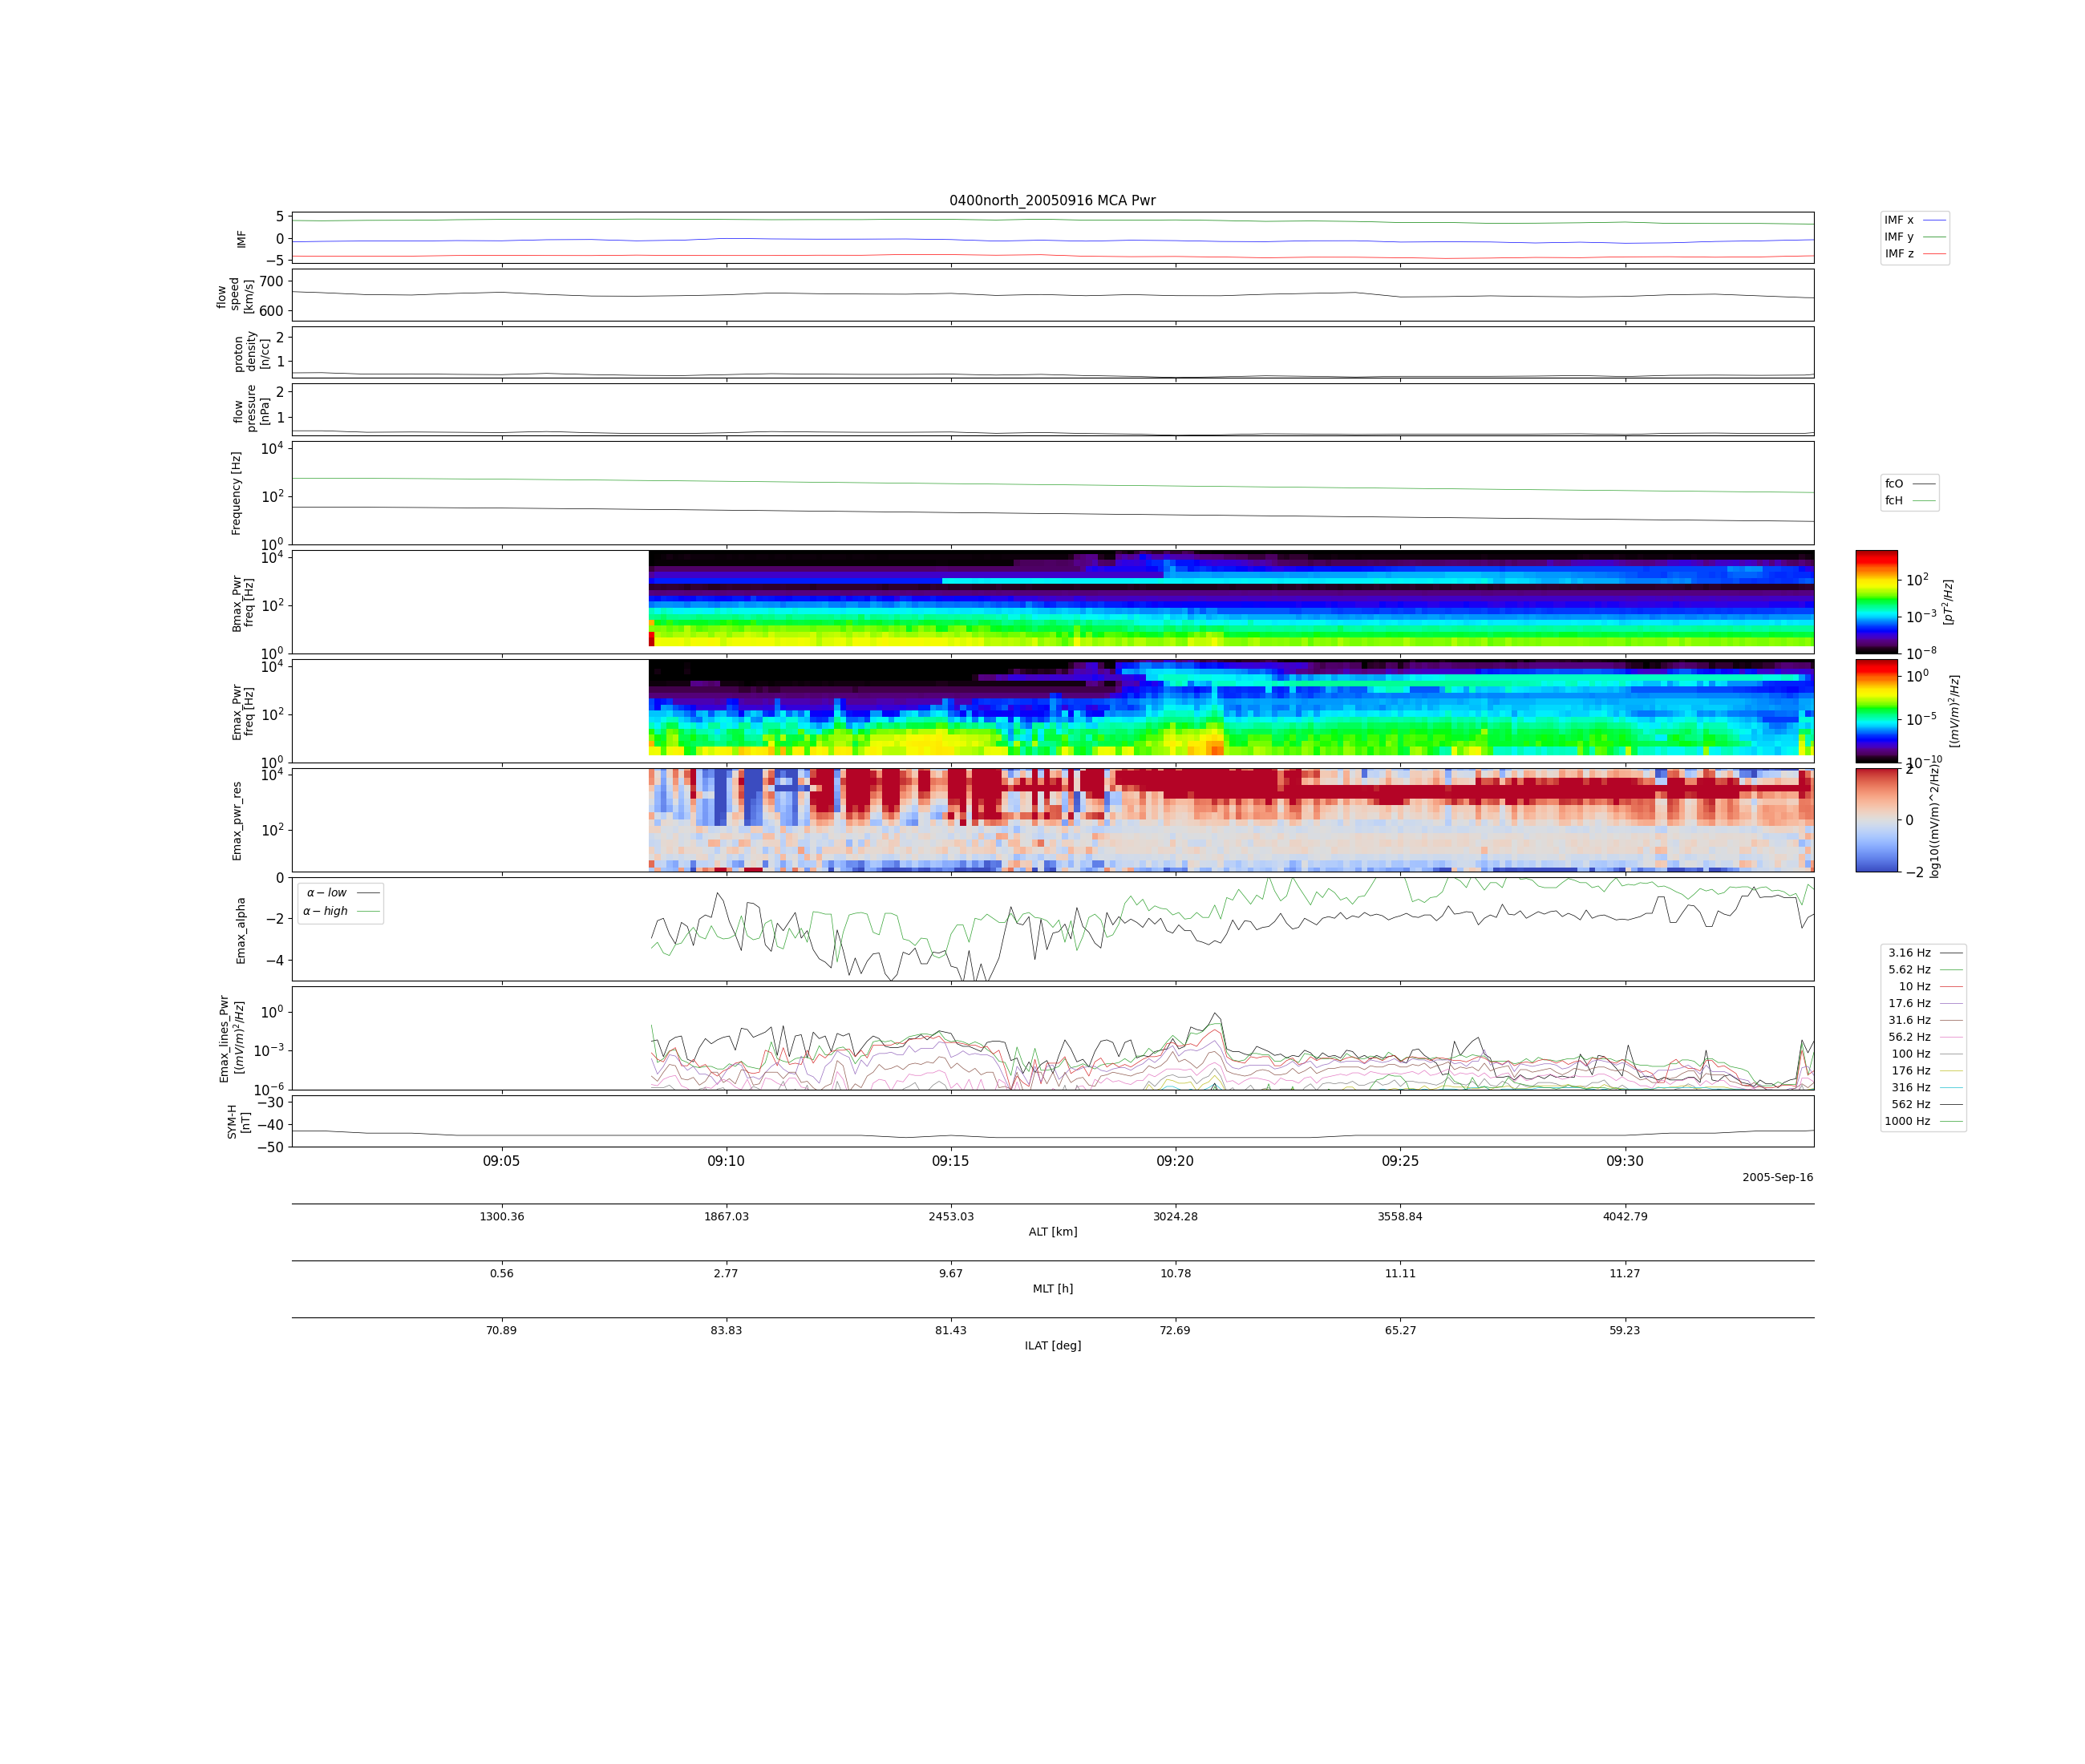 0400north_20050916 MCA Pwr
IMF
5
0
−5
IMF x
IMF y
IMF z
flow
speed
[km/s]
700
600
proton
density
[n/cc]
2
1
flow
pressure
[nPa]
2
1
Frequency [Hz]
10^4
10^2
10^0
fcO
fcH
Bmax_Pwr
freq [Hz]
10^4
10^2
10^0
10^2
10^−3
10^−8
[pT^2/Hz]
Emax_Pwr
freq [Hz]
10^4
10^2
10^0
10^0
10^−5
10^−10
[(mV/m)^2/Hz]
Emax_pwr_res
10^4
10^2
2
0
−2
log10((mV/m)^2/Hz)
Emax_alpha
0
−2
−4
α − low
α − high
Emax_lines_Pwr
[(mV/m)^2/Hz]
10^0
10^−3
10^−6
3.16 Hz
5.62 Hz
10 Hz
17.6 Hz
31.6 Hz
56.2 Hz
100 Hz
176 Hz
316 Hz
562 Hz
1000 Hz
SYM-H
[nT]
−30
−40
−50
09:05 09:10 09:15 09:20 09:25 09:30
2005-Sep-16
1300.36 1867.03 2453.03 3024.28 3558.84 4042.79
ALT [km]
0.56 2.77 9.67 10.78 11.11 11.27
MLT [h]
70.89 83.83 81.43 72.69 65.27 59.23
ILAT [deg]